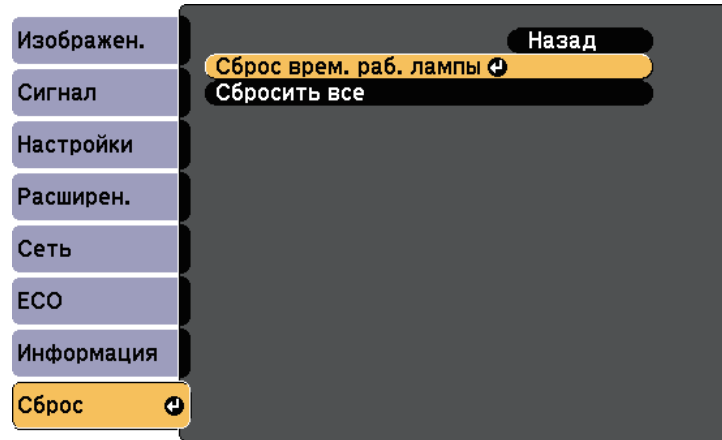 Изображен.
Сигнал
Настройки
Расширен.
Сеть
ECO
Информация
Сброс
Назад
Сброс врем. раб. лампы
Сбросить все